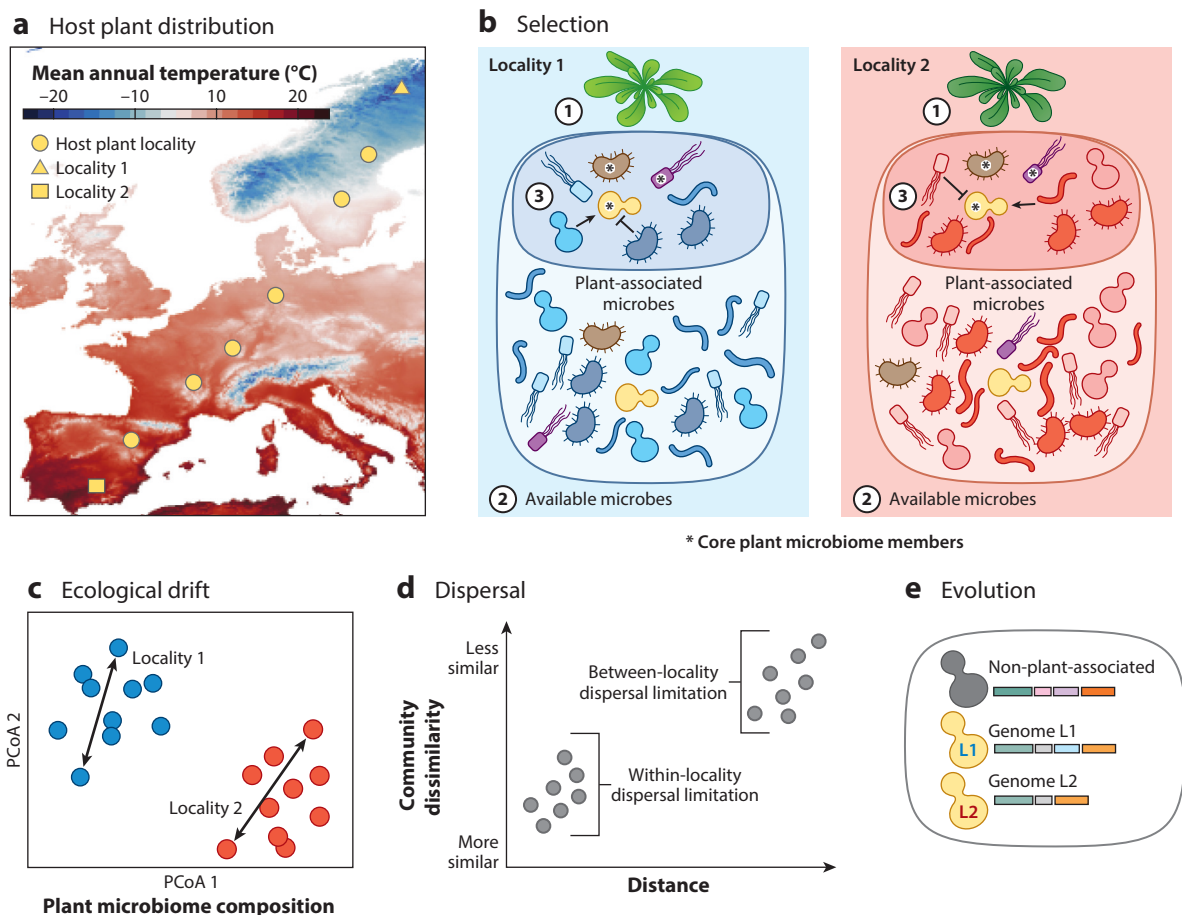 a Host plant distribution
Mean annual temperature (°C)
−20 −10 10 20
Host plant locality
Locality 1
Locality 2
b Selection
Locality 1
1
3
*
*
*
Plant-associated
microbes
2 Available microbes
Locality 2
1
3
*
*
*
Plant-associated
microbes
2 Available microbes
* Core plant microbiome members
c Ecological drift
Locality 1
Locality 2
PCoA 2
PCoA 1
Plant microbiome composition
d Dispersal
Less
similar
Between-locality
dispersal limitation
Community
dissimilarity
Within-locality
dispersal limitation
More
similar
Distance
e Evolution
Non-plant-associated
Genome L1
L1
Genome L2
L2